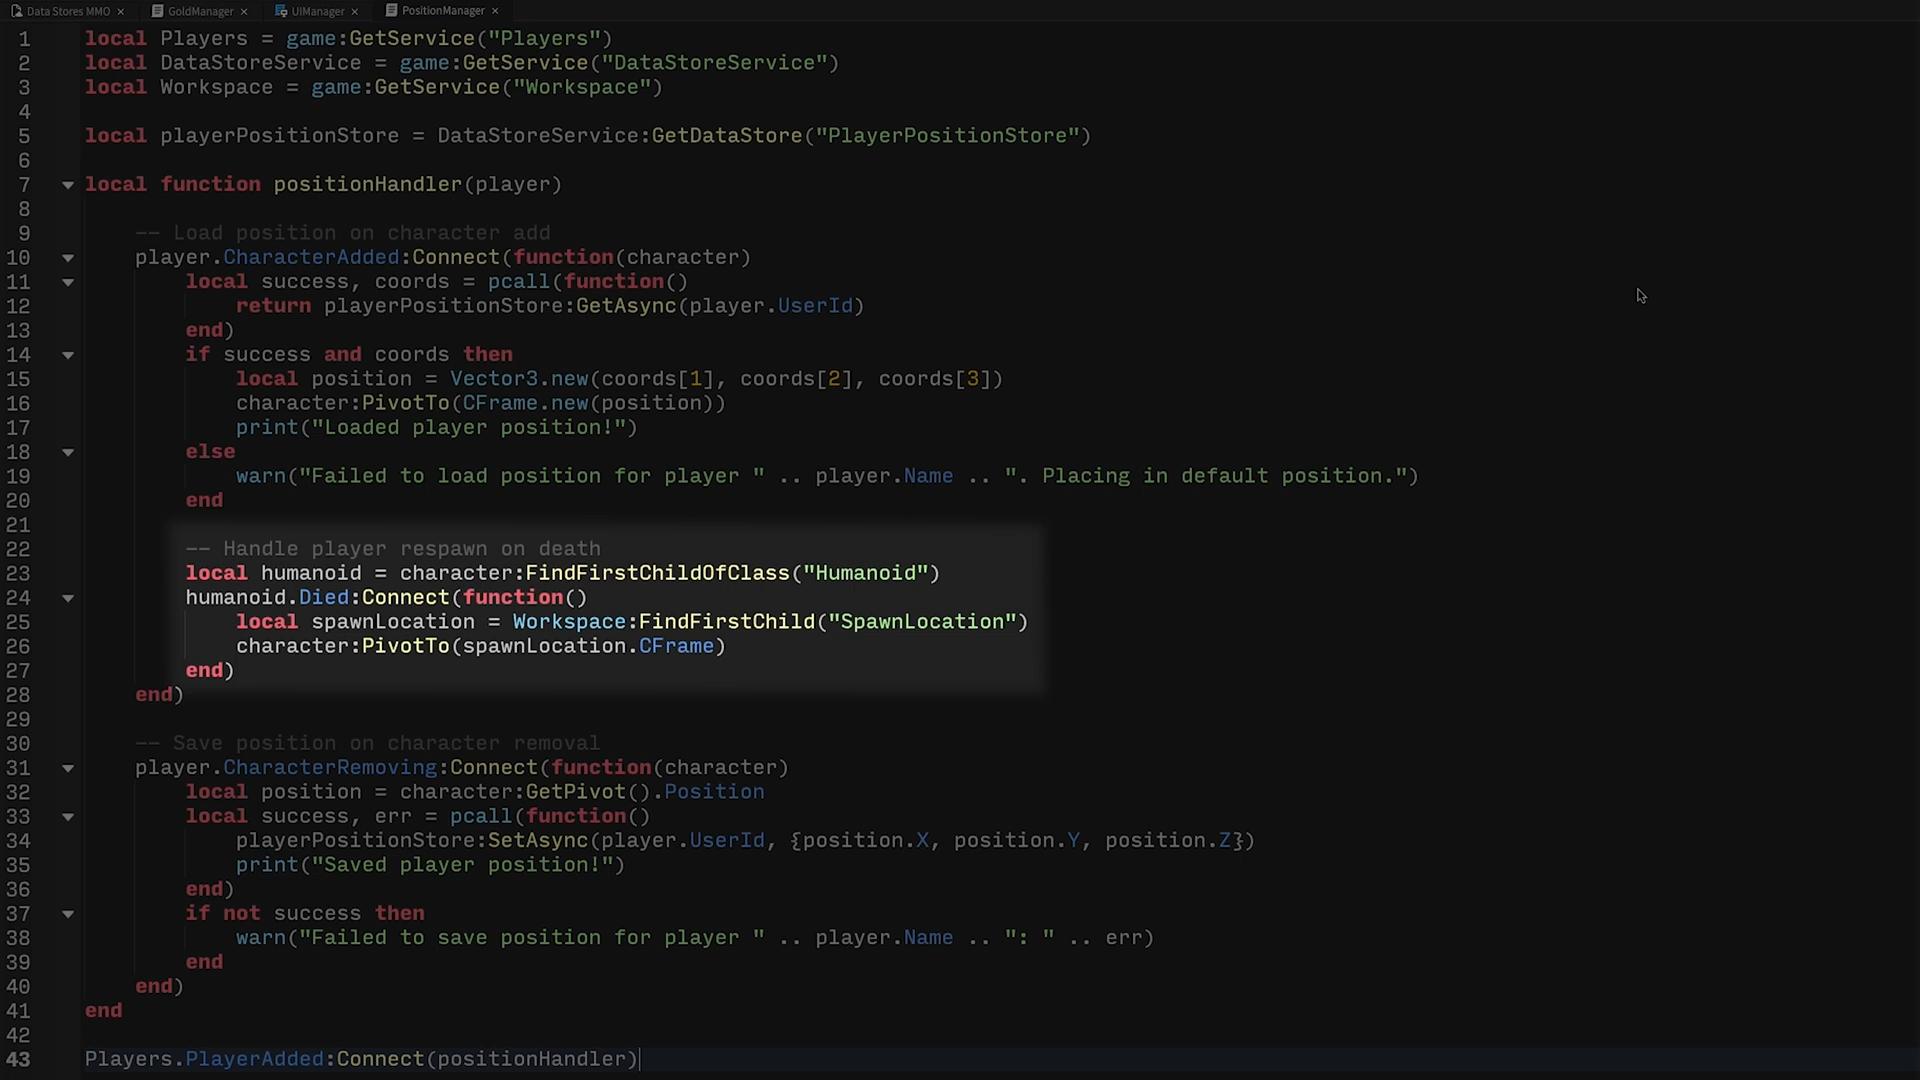 Data Stores MMO × GoldManager × UIManager × PositionManager ×
1 local Players = game:GetService("Players")
2 local DataStoreService = game:GetService("DataStoreService")
3 local Workspace = game:GetService("Workspace")
4
5 local playerPositionStore = DataStoreService:GetDataStore("PlayerPositionStore")
6
7 local function positionHandler(player)
8
9 -- Load position on character add
10 player.CharacterAdded:Connect(function(character)
11 local success, coords = pcall(function()
12 return playerPositionStore:GetAsync(player.UserId)
13 end)
14 if success and coords then
15 local position = Vector3.new(coords[1], coords[2], coords[3])
16 character:PivotTo(CFrame.new(position))
17 print("Loaded player position!")
18 else
19 warn("Failed to load position for player " .. player.Name .. ". Placing in default position.")
20 end
21
22 -- Handle player respawn on death
23 local humanoid = character:FindFirstChildOfClass("Humanoid")
24 humanoid.Died:Connect(function()
25 local spawnLocation = Workspace:FindFirstChild("SpawnLocation")
26 character:PivotTo(spawnLocation.CFrame)
27 end)
28 end)
29
30 -- Save position on character removal
31 player.CharacterRemoving:Connect(function(character)
32 local position = character:GetPivot().Position
33 local success, err = pcall(function()
34 playerPositionStore:SetAsync(player.UserId, {position.X, position.Y, position.Z})
35 print("Saved player position!")
36 end)
37 if not success then
38 warn("Failed to save position for player " .. player.Name .. ": " .. err)
39 end
40 end)
41 end
42
43 Players.PlayerAdded:Connect(positionHandler)